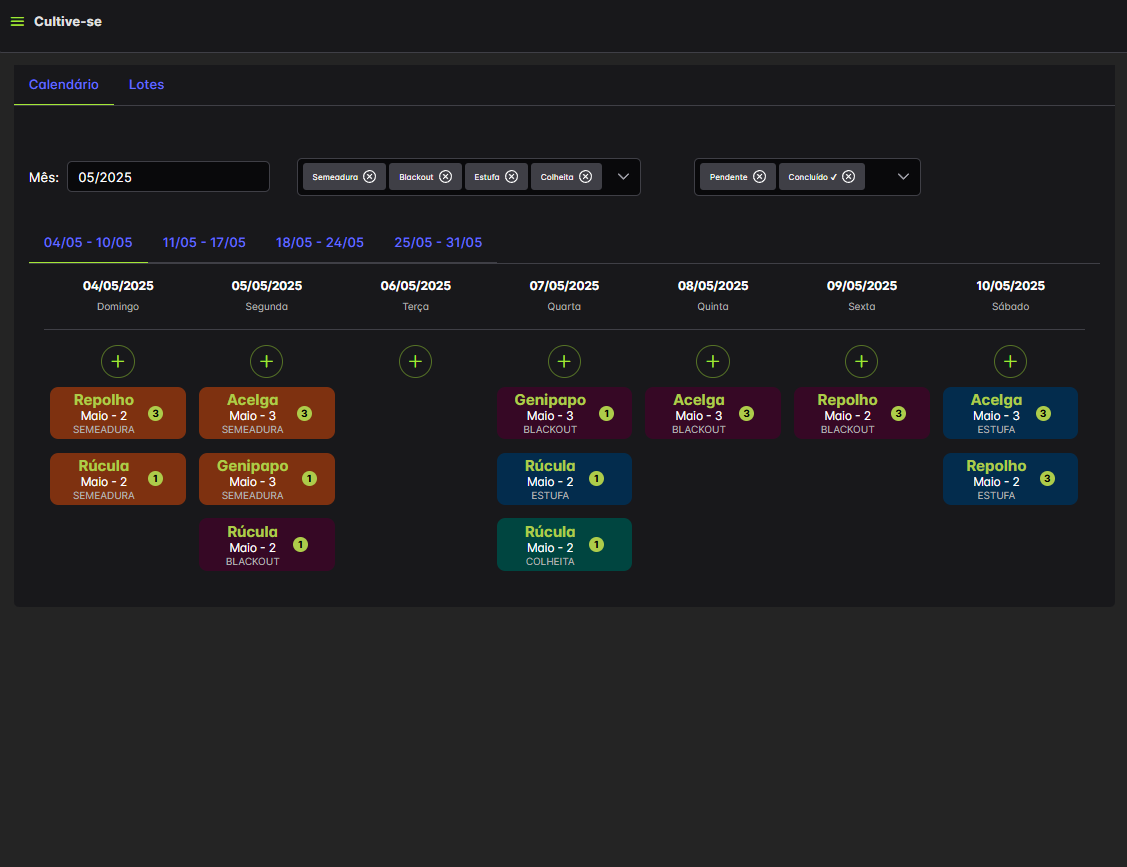 Cultive-se
Calendário Lotes
Mês: 05/2025 Semeadura Blackout Estufa Colheita Pendente Concluído ✓
04/05 - 10/05 11/05 - 17/05 18/05 - 24/05 25/05 - 31/05
04/05/2025 05/05/2025 06/05/2025 07/05/2025 08/05/2025 09/05/2025 10/05/2025
Domingo Segunda Terça Quarta Quinta Sexta Sábado
+ + + + + + +
Repolho Acelga Genipapo Acelga Repolho Acelga
Maio - 2 3 Maio - 3 3 Maio - 3 1 Maio - 3 3 Maio - 2 3 Maio - 3 3
SEMEADURA SEMEADURA BLACKOUT BLACKOUT BLACKOUT ESTUFA
Rúcula Genipapo Rúcula Repolho
Maio - 2 1 Maio - 3 1 Maio - 2 1 Maio - 2 3
SEMEADURA SEMEADURA ESTUFA ESTUFA
Rúcula Rúcula
Maio - 2 1 Maio - 2 1
BLACKOUT COLHEITA